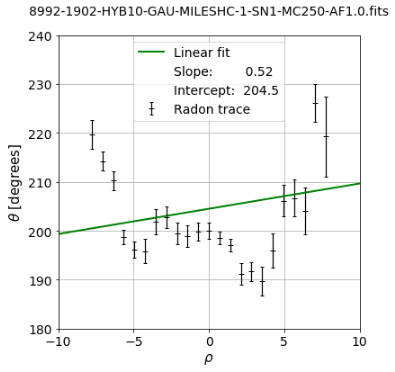 8992-1902-HYB10-GAU-MILESHC-1-SN1-MC250-AF1.0.fits
240
230
220
210
200
190
180
θ [degrees]
Linear fit
Slope: 0.52
Intercept: 204.5
Radon trace
−10 −5 0 5 10
ρ